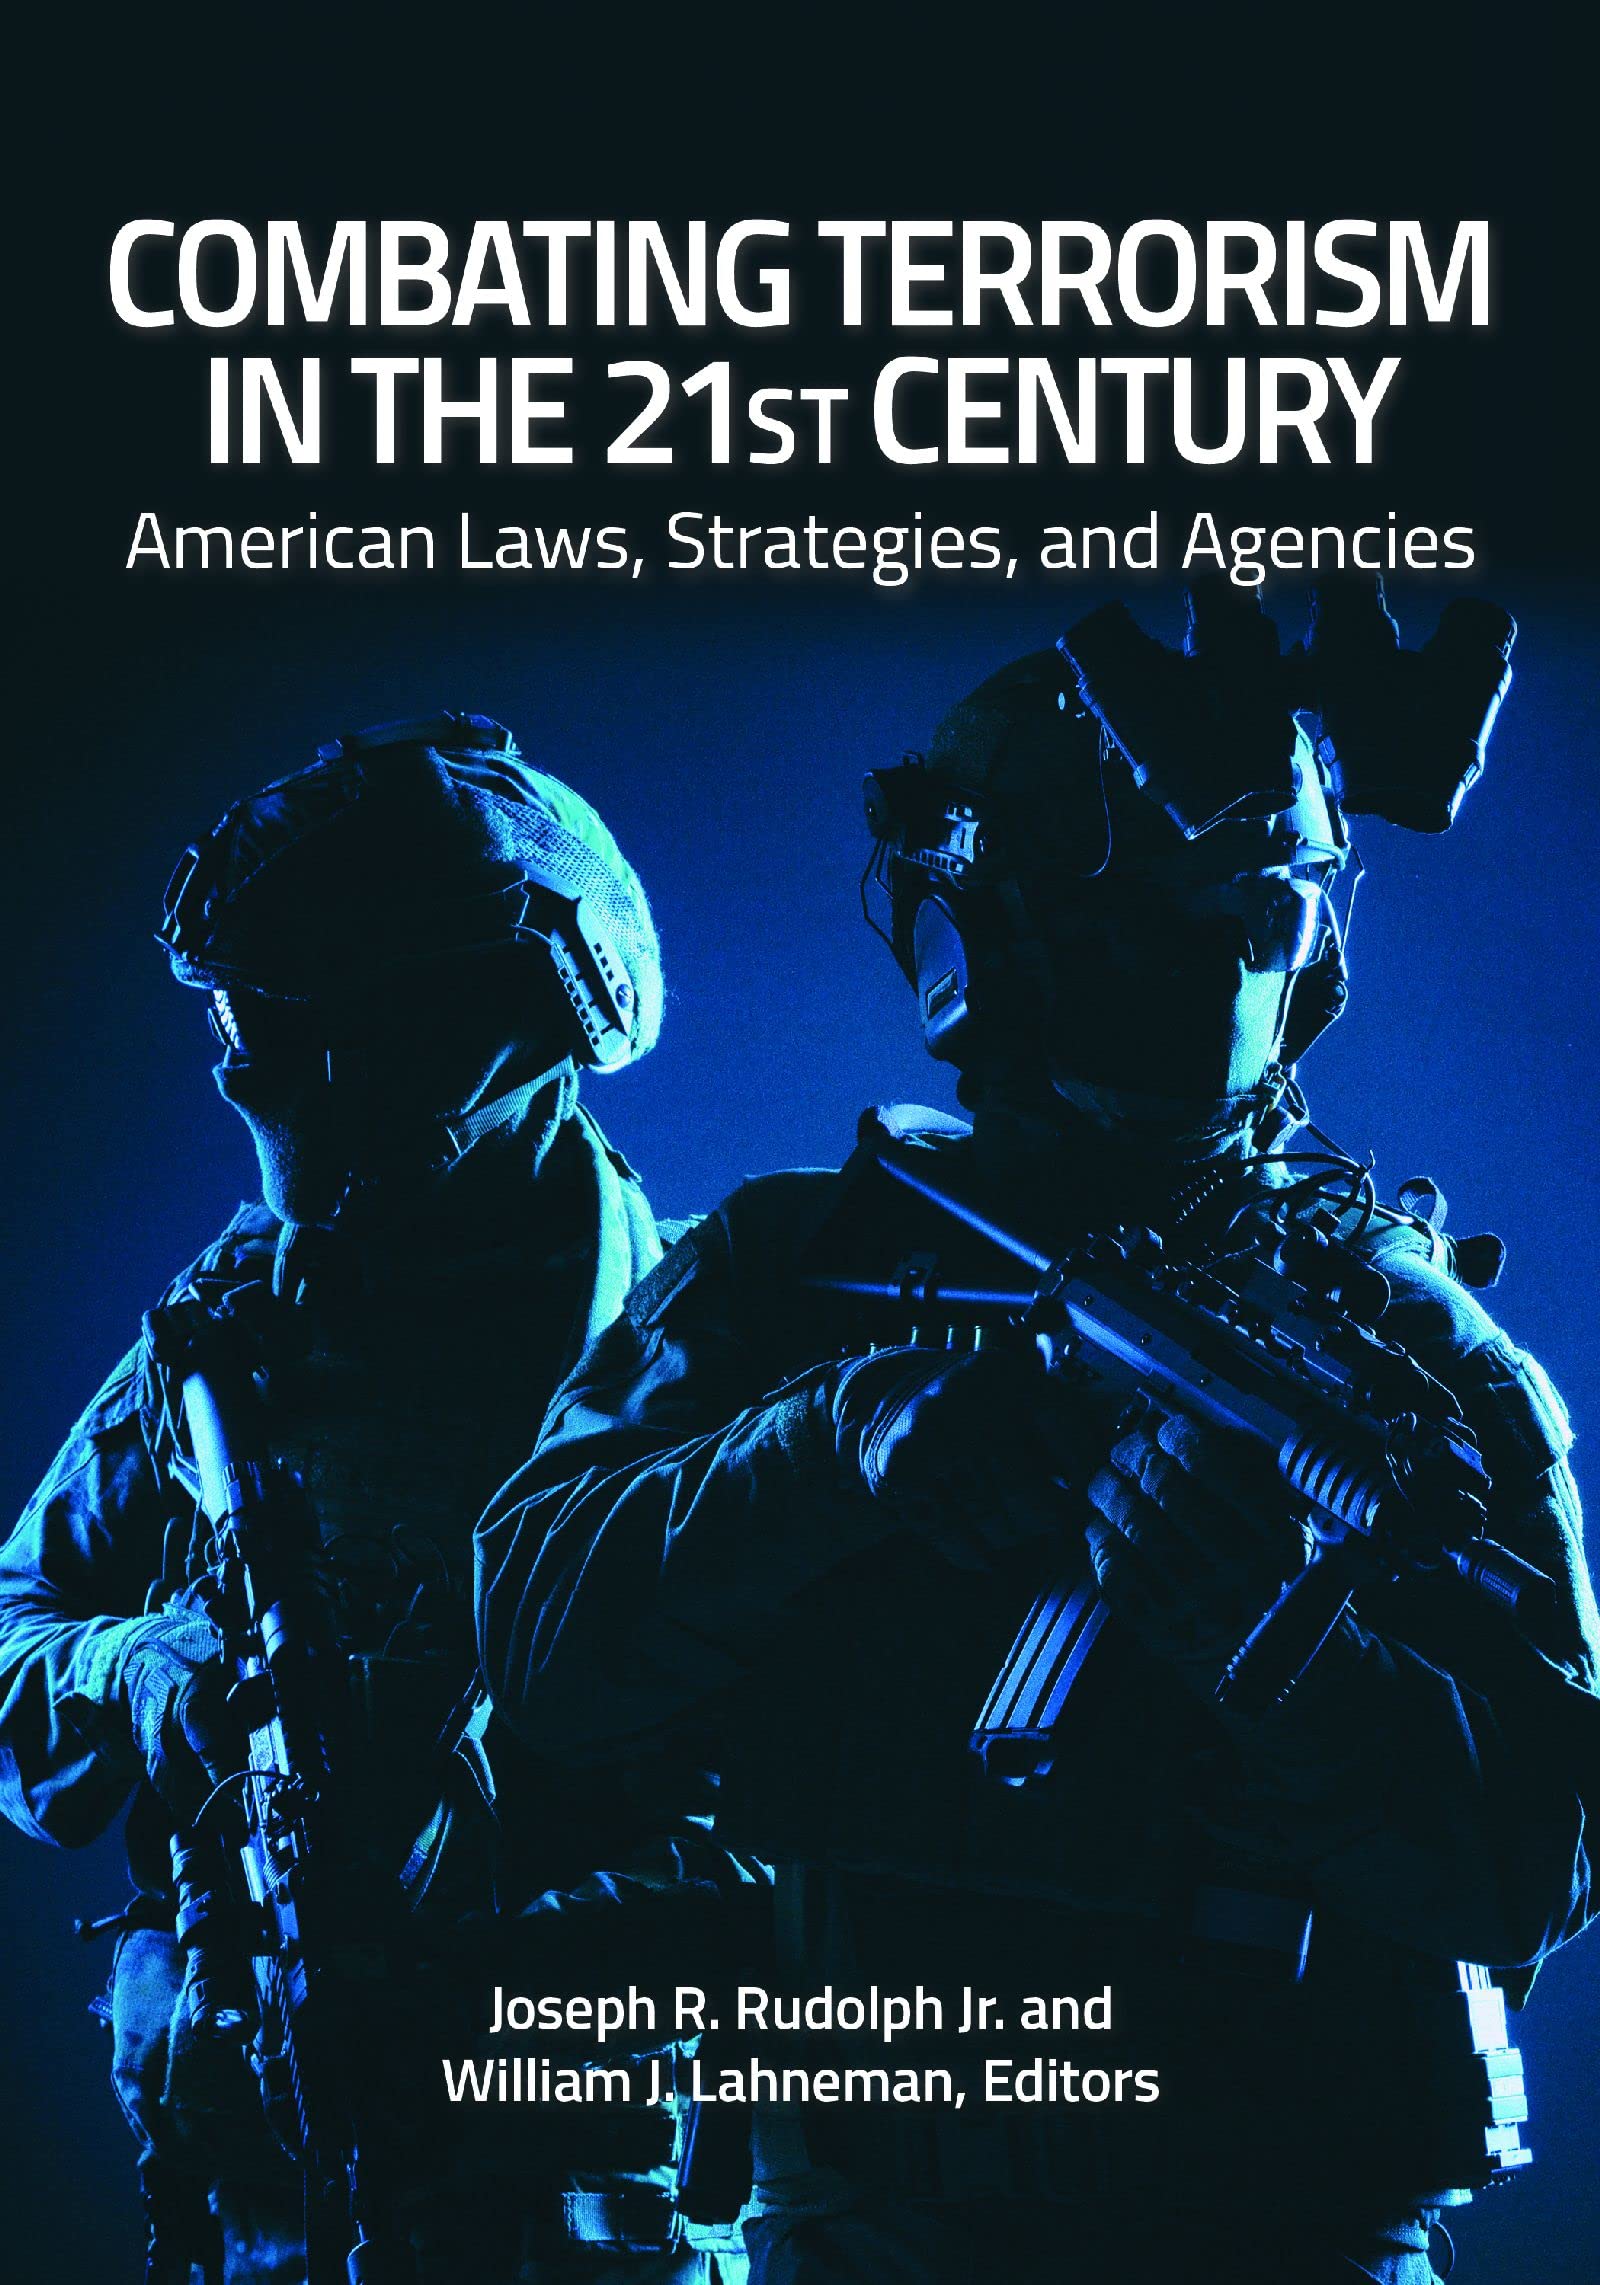 COMBATING TERRORISM
IN THE 21ST CENTURY
American Laws, Strategies, and Agencies
Joseph R. Rudolph Jr. and
William J. Lahneman, Editors